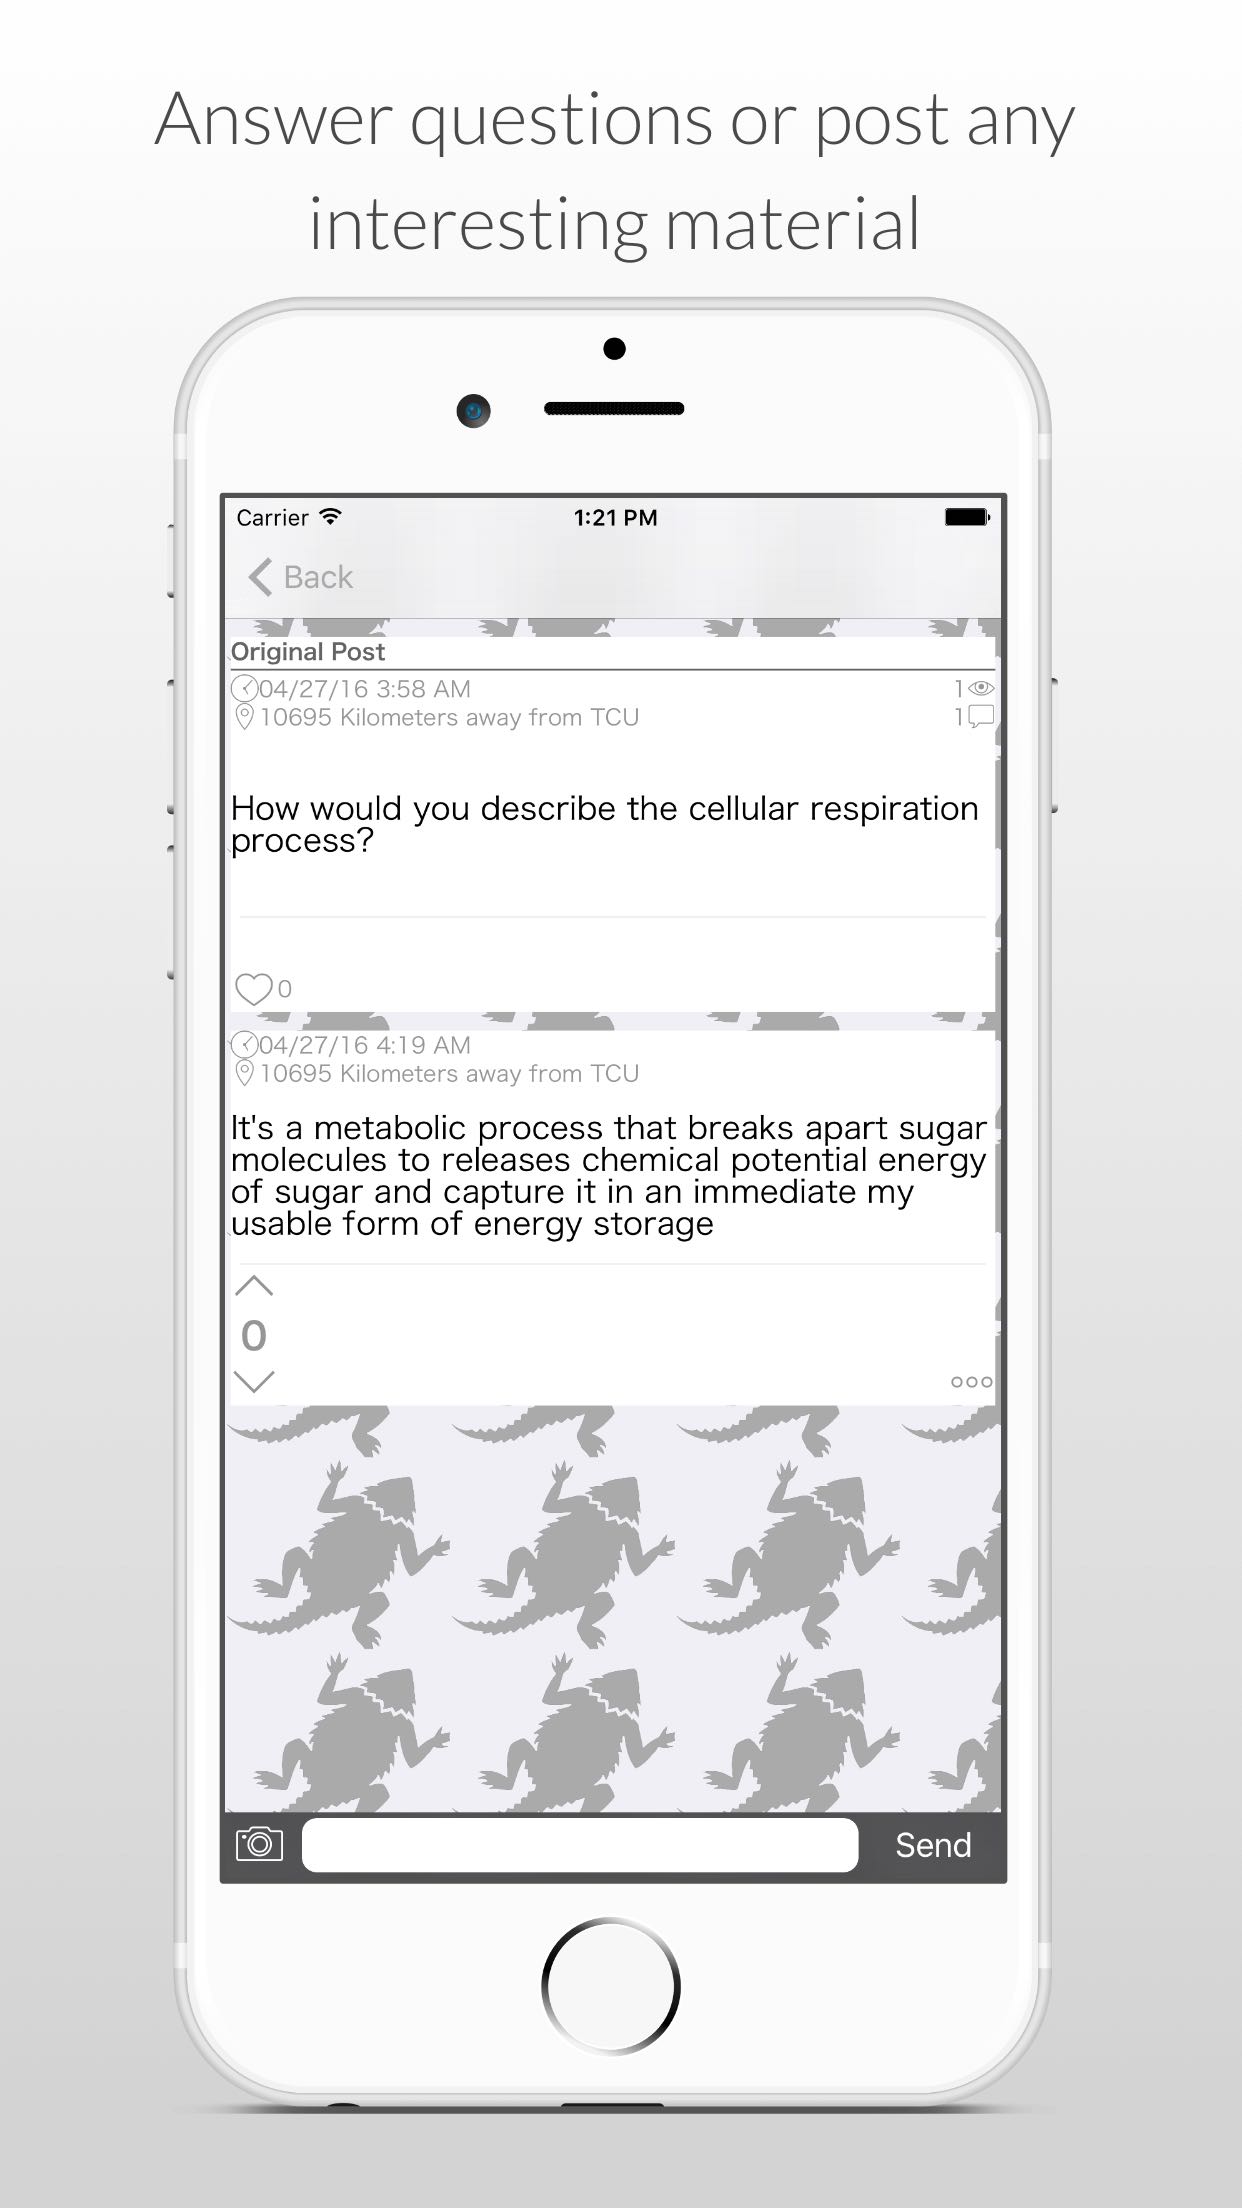 Answer questions or post any
interesting material
Carrier
1:21 PM
Back
Original Post
04/27/16 3:58 AM
1
10695 Kilometers away from TCU
1
How would you describe the cellular respiration
process?
0
04/27/16 4:19 AM
10695 Kilometers away from TCU
It's a metabolic process that breaks apart sugar
molecules to releases chemical potential energy
of sugar and capture it in an immediate my
usable form of energy storage
0
Send